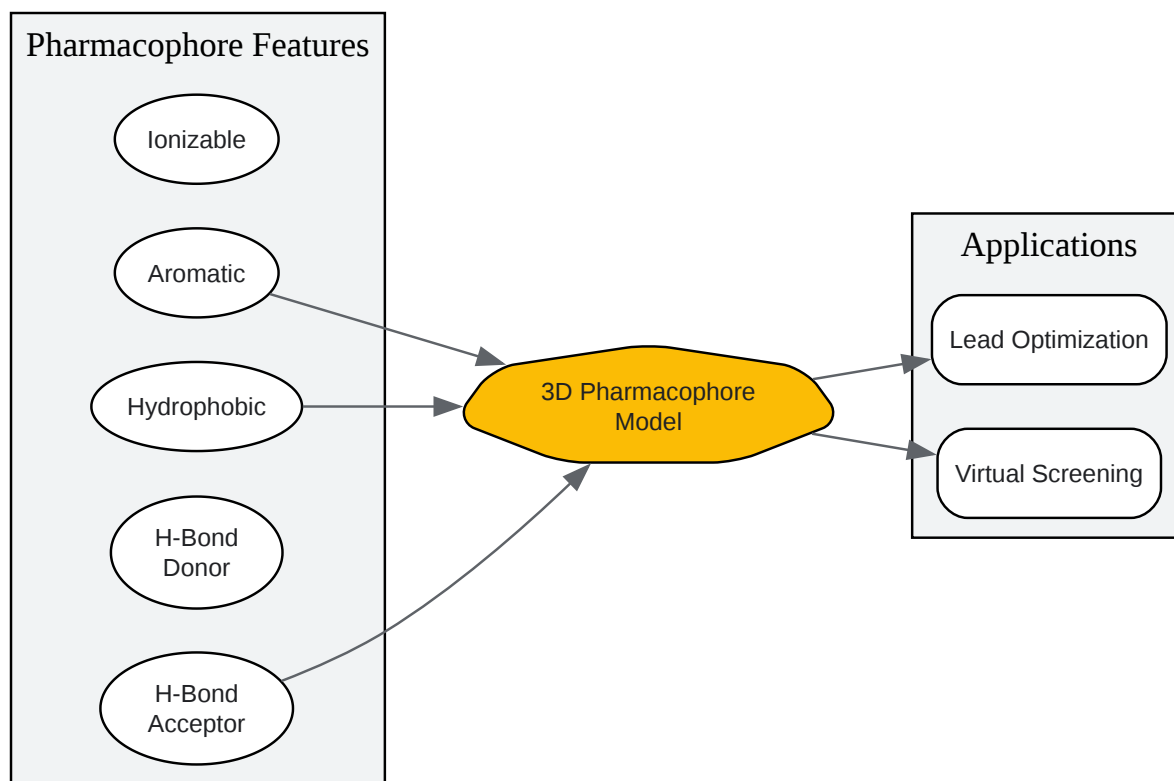 Pharmacophore Features
Ionizable
Aromatic
Hydrophobic
H-Bond
Donor
H-Bond
Acceptor
3D Pharmacophore
Model
Applications
Lead Optimization
Virtual Screening